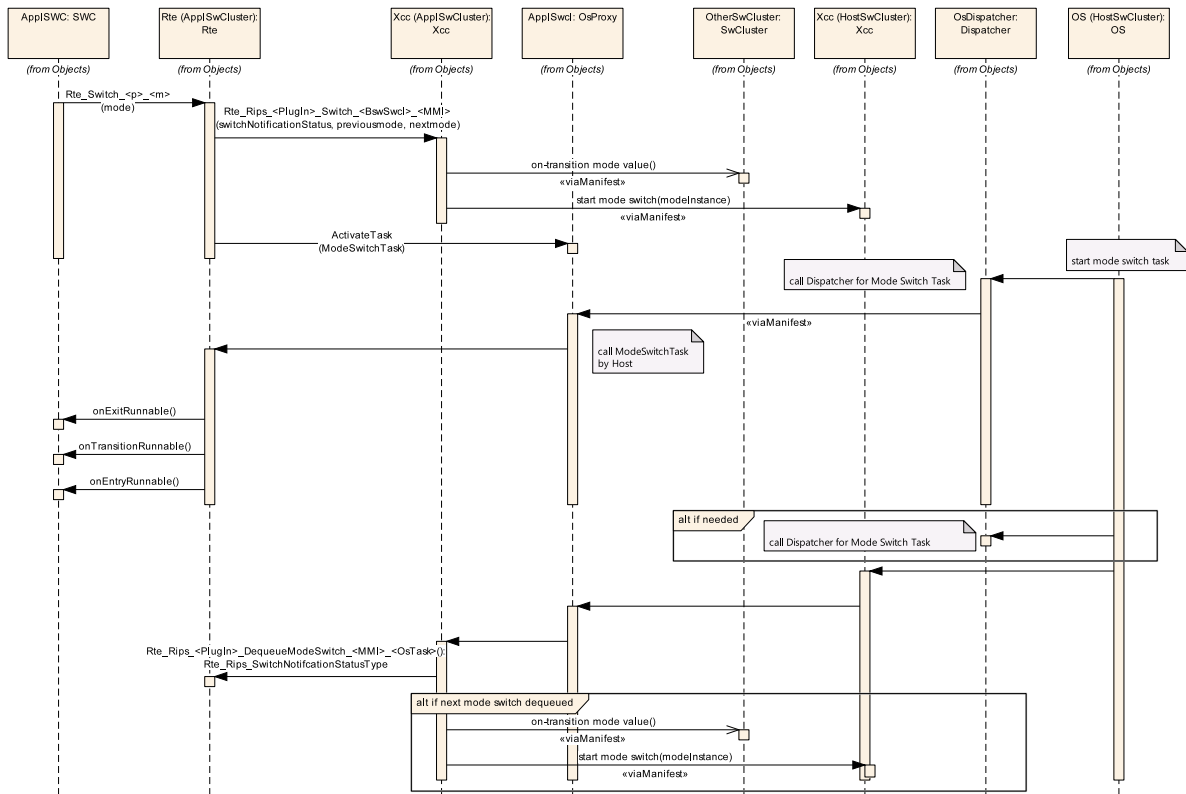 ApplSWC: SWC
Rte (ApplSwCluster):
Rte
Xcc (ApplSwCluster):
Xcc
ApplSwcl: OsProxy
OtherSwCluster:
SwCluster
Xcc (HostSwCluster):
Xcc
OsDispatcher:
Dispatcher
OS (HostSwCluster):
OS
(from Objects)
(from Objects)
(from Objects)
(from Objects)
(from Objects)
(from Objects)
(from Objects)
(from Objects)
Rte_Switch_<p>_<m>
(mode)
Rte_Rips_<PlugIn>_Switch_<BswSwcl>_<MMI>
(switchNotificationStatus, previousmode, nextmode)
on-transition mode value()
«viaManifest»
start mode switch(modeInstance)
«viaManifest»
ActivateTask
(ModeSwitchTask)
start mode switch task
call Dispatcher for Mode Switch Task
«viaManifest»
call ModeSwitchTask
by Host
onExitRunnable()
onTransitionRunnable()
onEntryRunnable()
alt if needed
call Dispatcher for Mode Switch Task
Rte_Rips_<PlugIn>_DequeueModeSwitch_<MMI>_<OsTask>():
Rte_Rips_SwitchNotifcationStatusType
alt if next mode switch dequeued
on-transition mode value()
«viaManifest»
start mode switch(modeInstance)
«viaManifest»